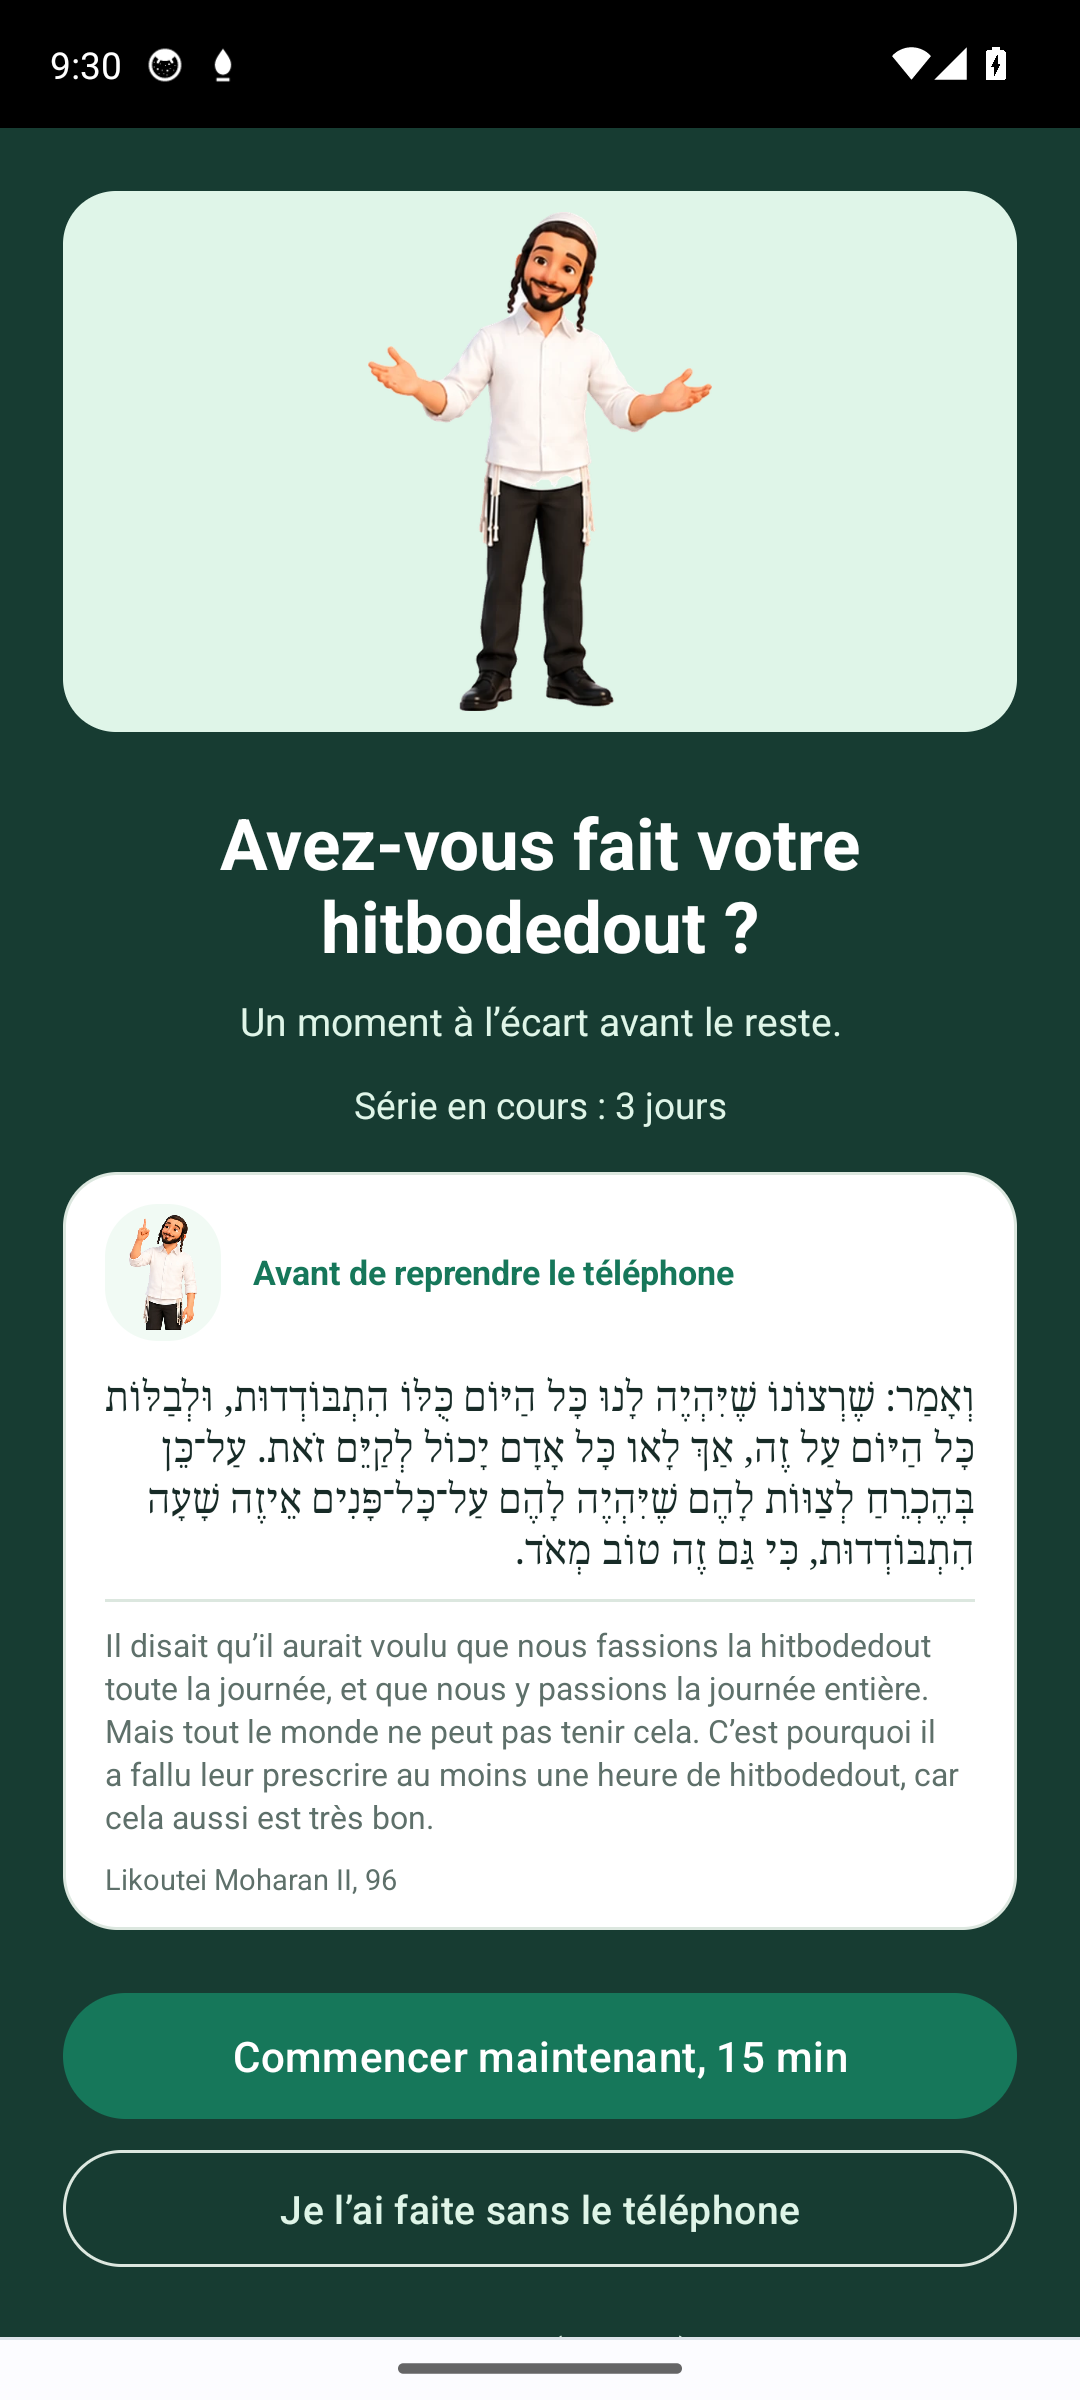 9:30
Avez-vous fait votre
hitbodedout ?
Un moment à l’écart avant le reste.
Série en cours : 3 jours
Avant de reprendre le téléphone
וְאָמַר: שֶׁרְצוֹנוֹ שֶׁיִּהְיֶה לָנוּ כָּל הַיּוֹם כֻּלּוֹ הִתְבּוֹדְדוּת, וּלְבַלּוֹת
כָּל הַיּוֹם עַל זֶה, אַךְ לָאו כָּל אָדָם יָכוֹל לְקַיֵּם זֹאת. עַל־כֵּן
בְּהֶכְרֵחַ לְצַוּוֹת לָהֶם שֶׁיִּהְיֶה לָהֶם עַל־כָּל־פָּנִים אֵיזֶה שָׁעָה
הִתְבּוֹדְדוּת, כִּי גַּם זֶה טוֹב מְאֹד.
Il disait qu’il aurait voulu que nous fassions la hitbodedout
toute la journée, et que nous y passions la journée entière.
Mais tout le monde ne peut pas tenir cela. C’est pourquoi il
a fallu leur prescrire au moins une heure de hitbodedout, car
cela aussi est très bon.
Likoutei Moharan II, 96
Commencer maintenant, 15 min
Je l’ai faite sans le téléphone